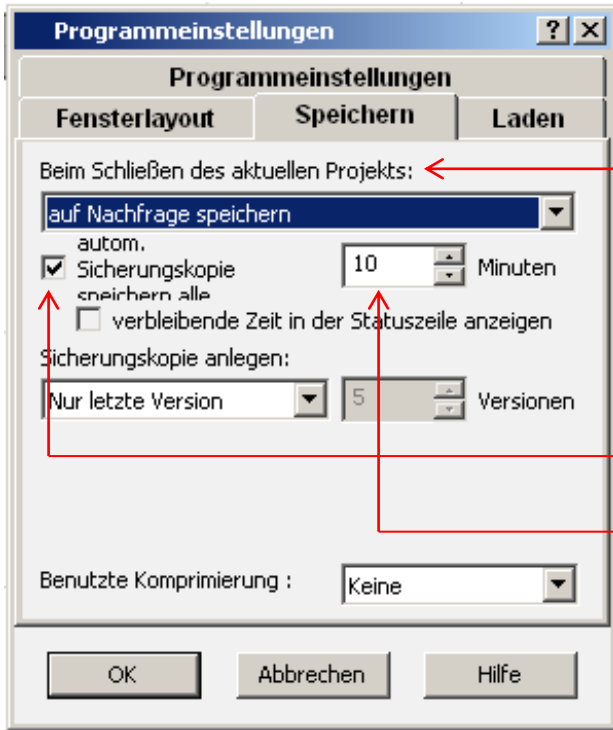 Programmeinstellungen
Programmeinstellungen
Fensterlayout Speichern Laden
Beim Schließen des aktuellen Projekts:
auf Nachfrage speichern
autom.
Sicherungskopie
speichern alle
10 Minuten
verbleibende Zeit in der Statuszeile anzeigen
Sicherungskopie anlegen:
Nur letzte Version 5 Versionen
Benutzte Komprimierung : Keine
OK Abbrechen Hilfe